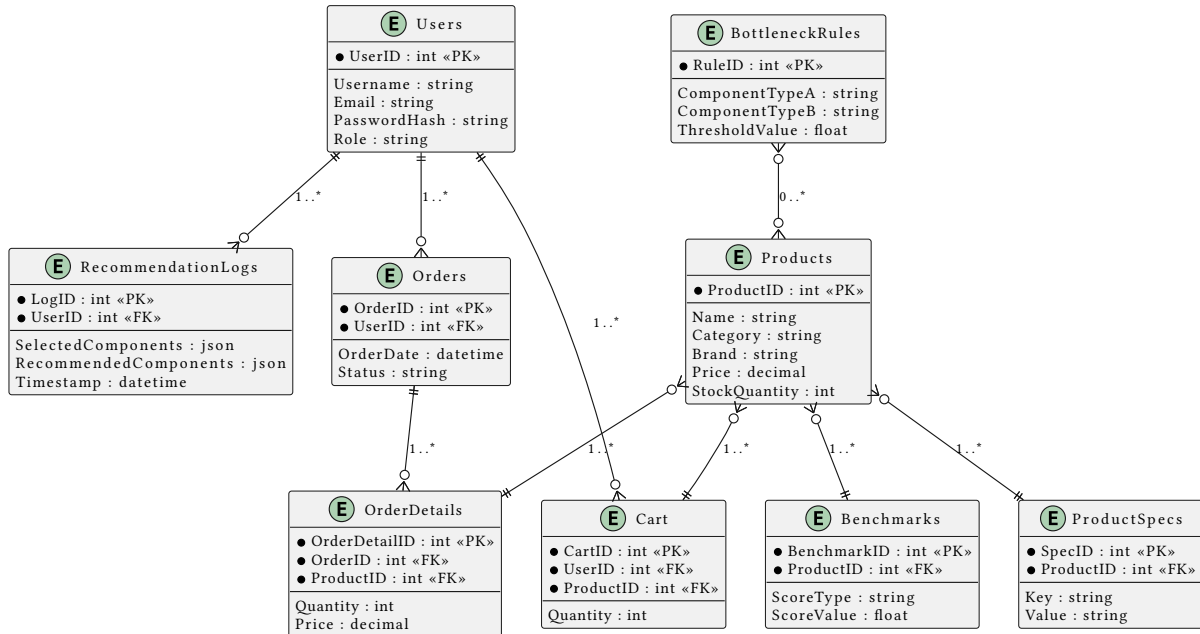 E Users
UserID : int «PK»
Username : string
Email : string
PasswordHash : string
Role : string
E BottleneckRules
RuleID : int «PK»
ComponentTypeA : string
ComponentTypeB : string
ThresholdValue : float
1..*
1..*
0..*
E RecommendationLogs
LogID : int «PK»
UserID : int «FK»
SelectedComponents : json
RecommendedComponents : json
Timestamp : datetime
E Orders
OrderID : int «PK»
UserID : int «FK»
OrderDate : datetime
Status : string
1..*
E Products
ProductID : int «PK»
Name : string
Category : string
Brand : string
Price : decimal
StockQuantity : int
1..*
1..*
1..*
1..*
1..*
E OrderDetails
OrderDetailID : int «PK»
OrderID : int «FK»
ProductID : int «FK»
Quantity : int
Price : decimal
E Cart
CartID : int «PK»
UserID : int «FK»
ProductID : int «FK»
Quantity : int
E Benchmarks
BenchmarkID : int «PK»
ProductID : int «FK»
ScoreType : string
ScoreValue : float
E ProductSpecs
SpecID : int «PK»
ProductID : int «FK»
Key : string
Value : string